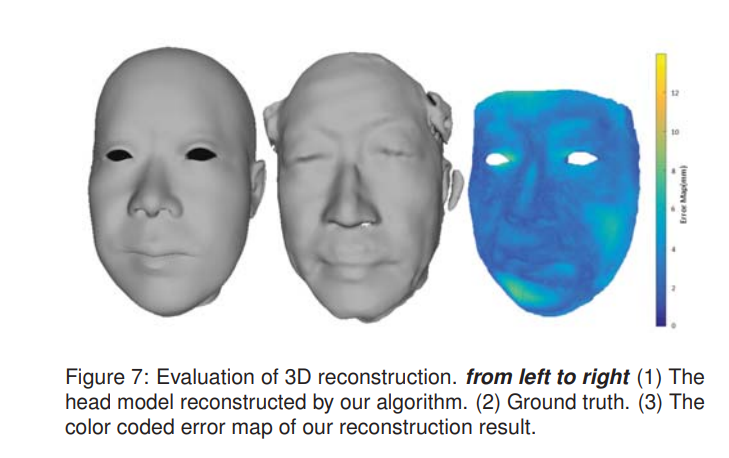 12
10
8
6
4
2
0
Error Map(mm)
Figure 7: Evaluation of 3D reconstruction. from left to right (1) The
head model reconstructed by our algorithm. (2) Ground truth. (3) The
color coded error map of our reconstruction result.